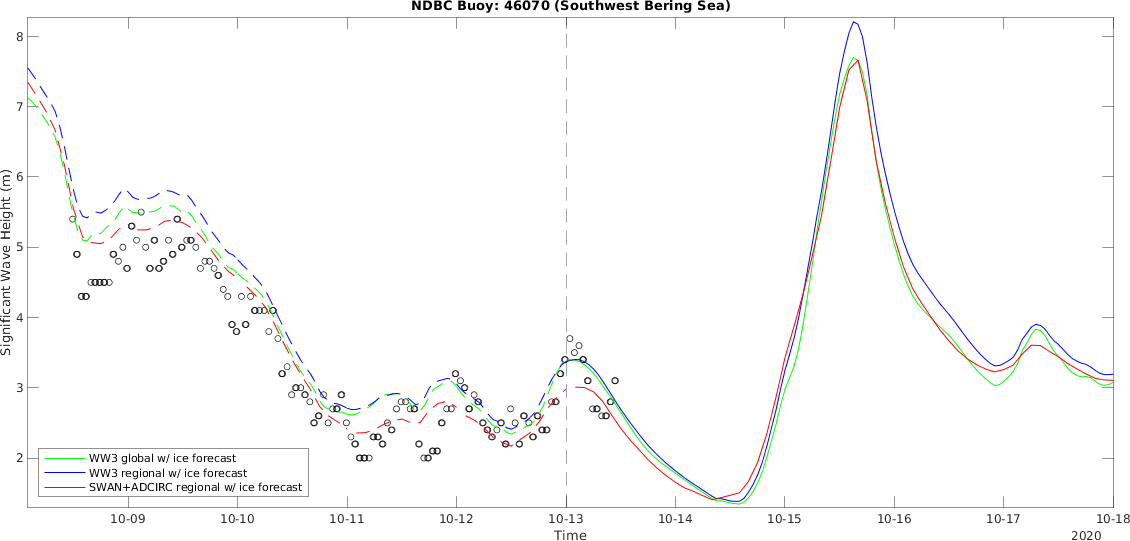 NDBC Buoy: 46070 (Southwest Bering Sea)
Significant Wave Height (m)
8
7
6
5
4
3
2
WW3 global w/ ice forecast
WW3 regional w/ ice forecast
SWAN+ADCIRC regional w/ ice forecast
10-09 10-10 10-11 10-12 10-13 10-14 10-15 10-16 10-17 10-18
Time
2020